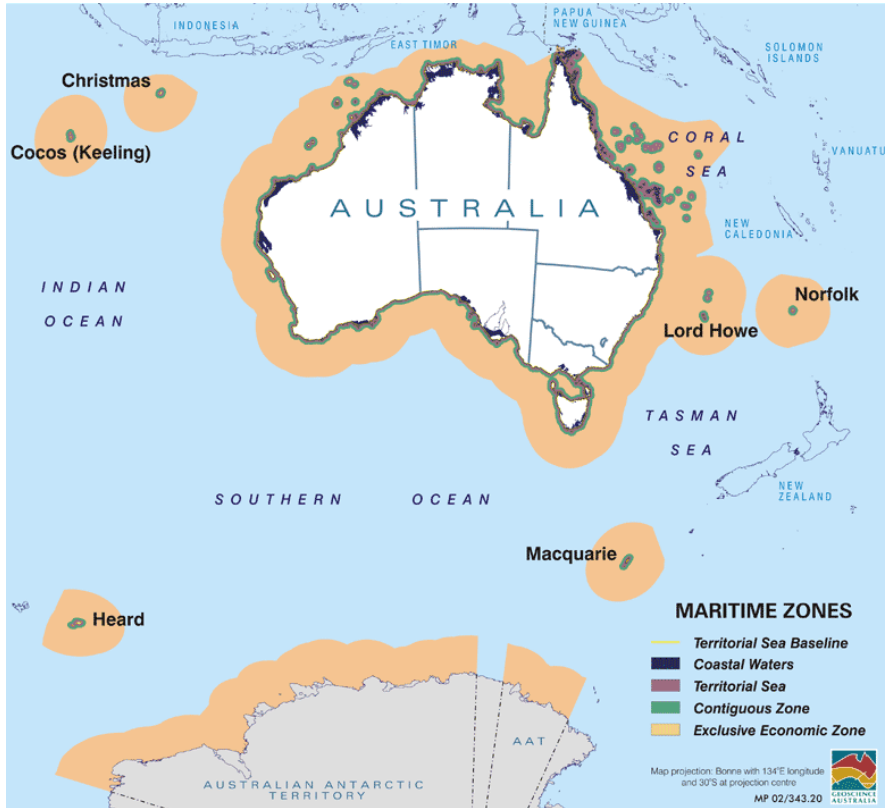 INDONESIA
PAPUA
NEW GUINEA
EAST TIMOR
SOLOMON
ISLANDS
Christmas
Cocos (Keeling)
CORAL
SEA
VANUATU
AUSTRALIA
NEW
CALEDONIA
INDIAN
OCEAN
Norfolk
Lord Howe
TASMAN
SEA
SOUTHERN OCEAN
NEW
ZEALAND
Macquarie
Heard
MARITIME ZONES
Territorial Sea Baseline
Coastal Waters
Territorial Sea
Contiguous Zone
Exclusive Economic Zone
AAT
AUSTRALIAN ANTARCTIC
TERRITORY
Map projection: Bonne with 134°E longitude
and 30°S at projection centre
MP 02/343.20
GEOSCIENCE
AUSTRALIA